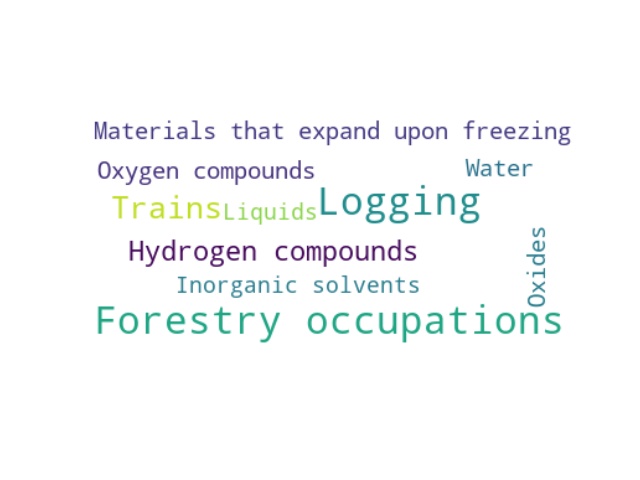 Materials that expand upon freezing
Oxygen compounds
Water
Trains
Liquids
Logging
Hydrogen compounds
Oxides
Inorganic solvents
Forestry occupations